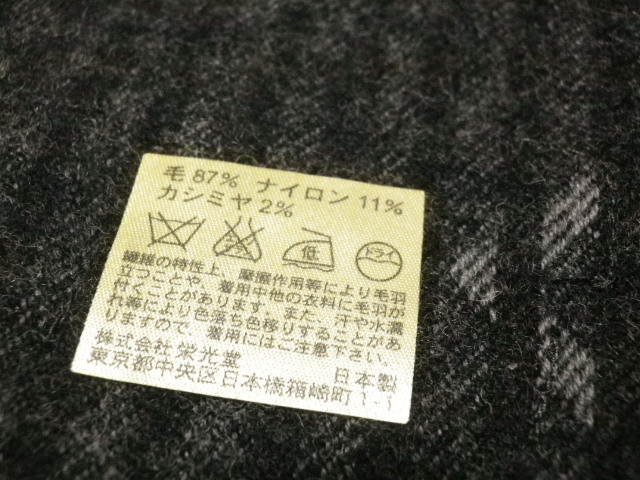 毛 87% ナイロン 11%
カシミヤ 2%
低 ドライ
繊維の特性上、摩擦作用等により毛羽
立つことや、着用中他の衣料に毛羽が
付くことがあります。また、汗や水濡
れ等により色落ち色移りすることがあ
りますので、着用にはご注意下さい。
株式会社 栄光堂 日本製
東京都中央区日本橋箱崎町1-1